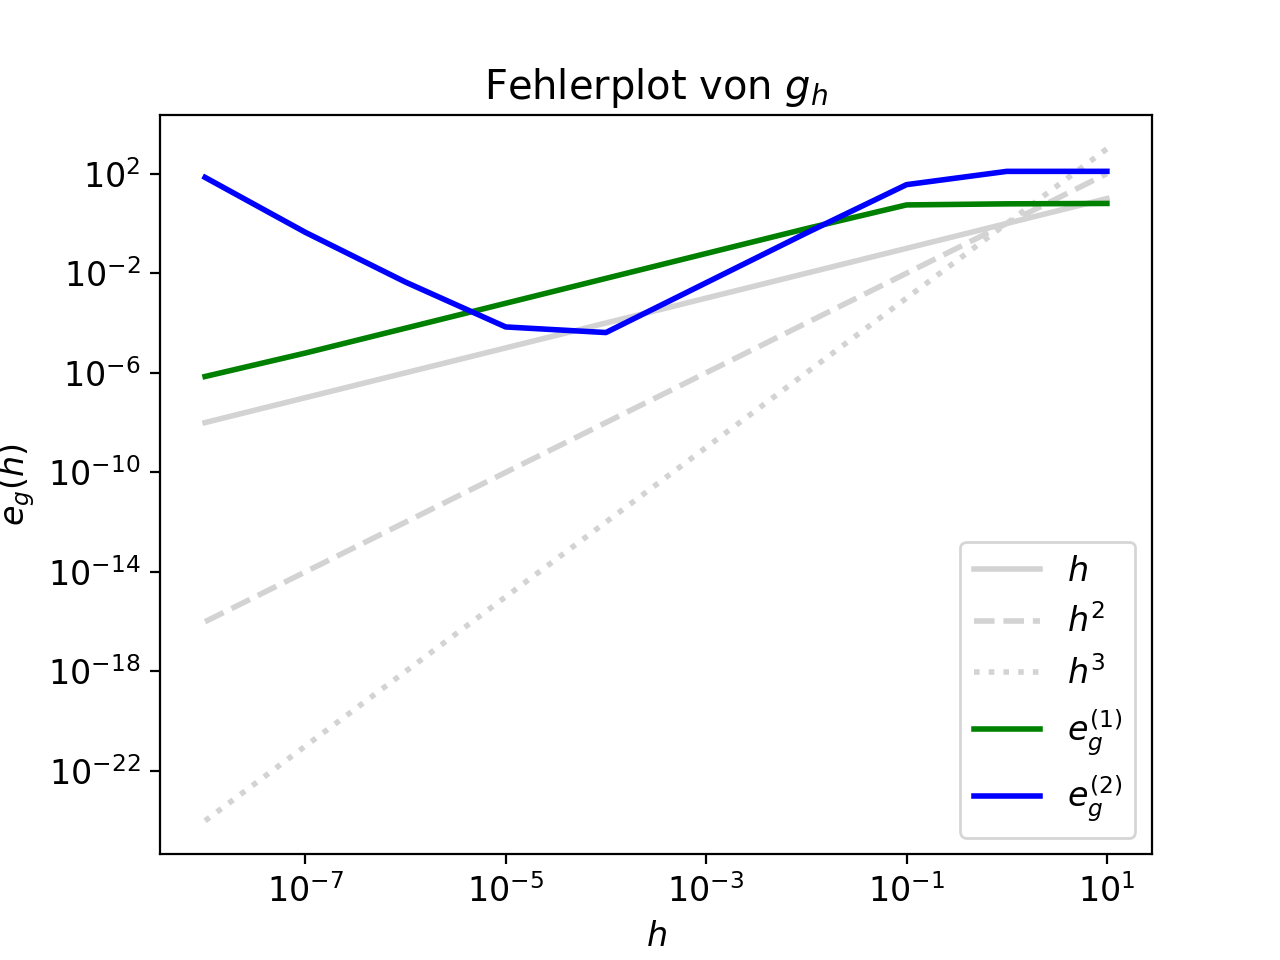 Fehlerplot von $g_h$
$e_g(h)$
$10^2$
$10^{-2}$
$10^{-6}$
$10^{-10}$
$10^{-14}$
$10^{-18}$
$10^{-22}$
$h$
$h^2$
$h^3$
$e_g^{(1)}$
$e_g^{(2)}$
$10^{-7}$ $10^{-5}$ $10^{-3}$ $10^{-1}$ $10^1$
$h$